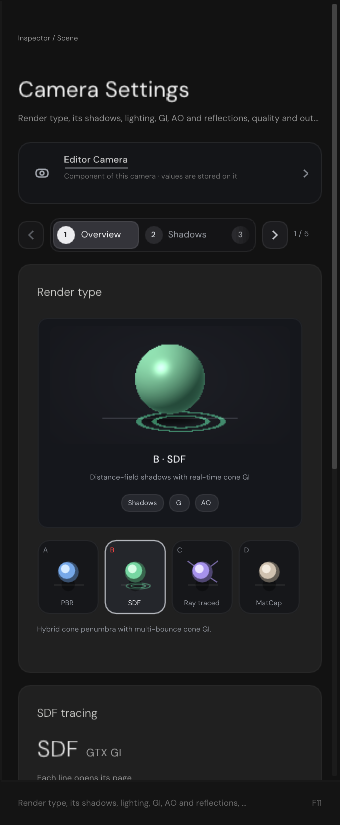 Inspector / Scene
Camera Settings
Render type, its shadows, lighting, GI, AO and reflections, quality and out...
Editor Camera
Component of this camera · values are stored on it
1 Overview 2 Shadows 3 1 / 5
Render type
B · SDF
Distance-field shadows with real-time cone GI
Shadows G AO
A B C D
PBR SDF Ray traced MatCap
Hybrid cone penumbra with multi-bounce cone GI.
SDF tracing
SDF GTX GI
Each line opens its page
Render type, its shadows, lighting, GI, AO and reflections, ... F11